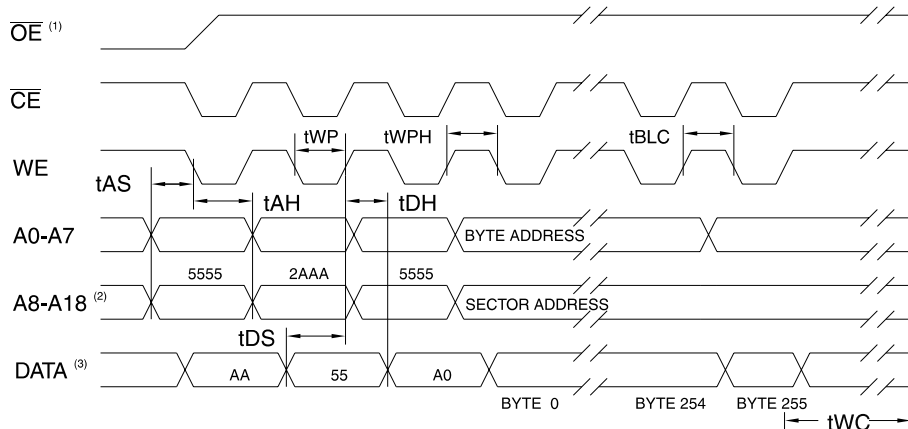 OE (1)
CE
tWP tWPH tBLC
WE
tAS
tAH tDH
A0-A7 BYTE ADDRESS
5555 2AAA 5555
A8-A18 (2) SECTOR ADDRESS
tDS
DATA (3) AA 55 A0
BYTE 0 BYTE 254 BYTE 255
tWC